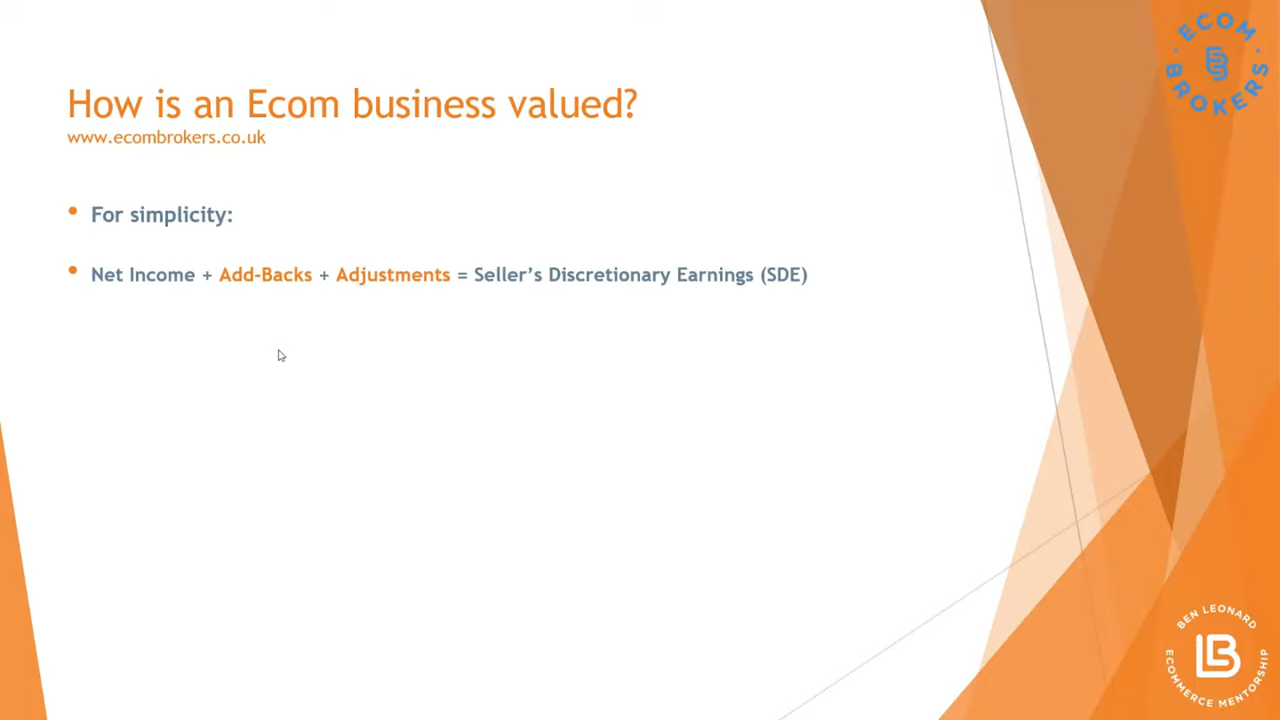 ECOM
BROKERS
How is an Ecom business valued?
www.ecombrokers.co.uk
• For simplicity:
• Net Income + Add-Backs + Adjustments = Seller’s Discretionary Earnings (SDE)
BEN LEONARD
LB
ECOMMERCE MENTORSHIP